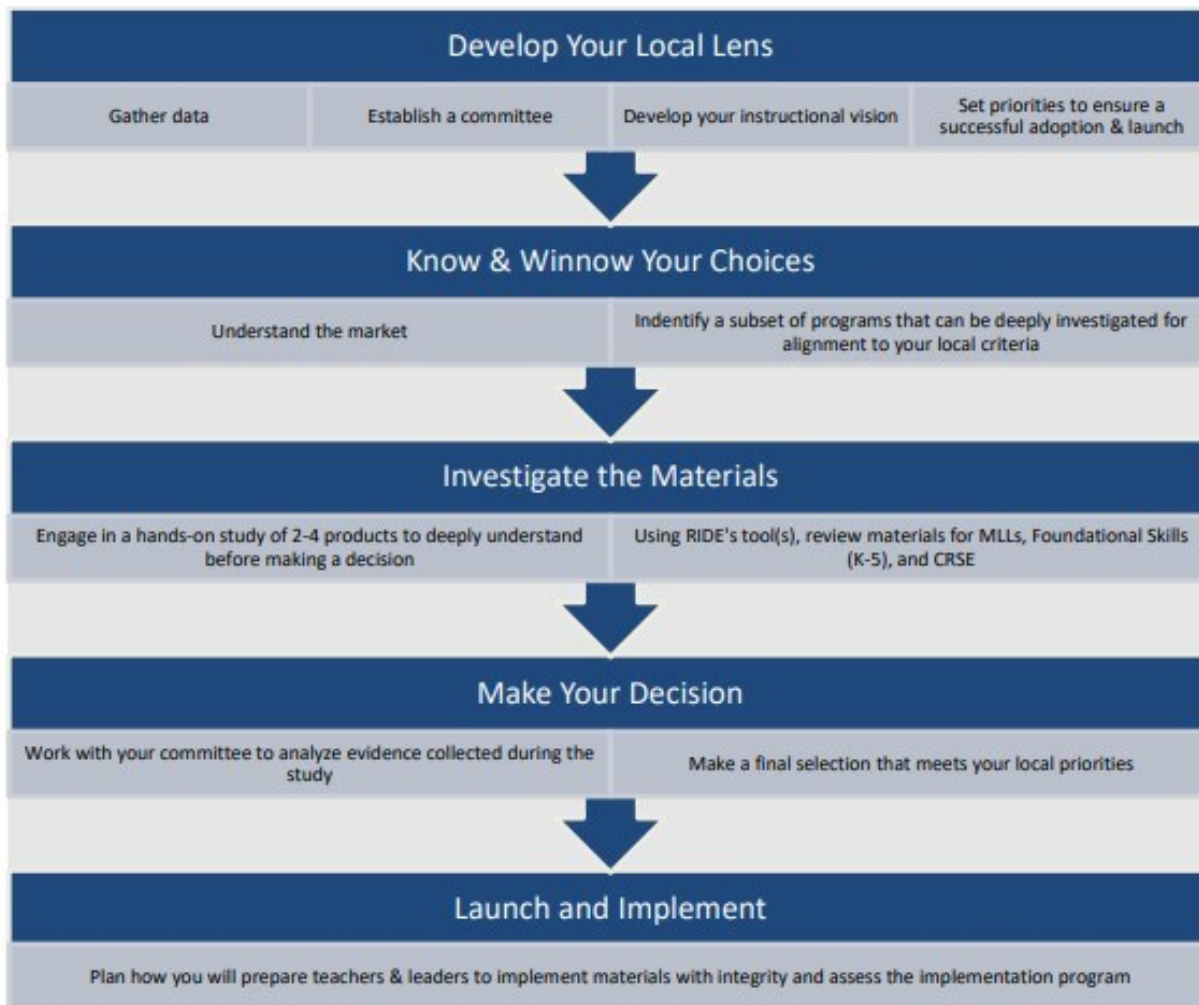 Develop Your Local Lens
Gather data
Establish a committee
Develop your instructional vision
Set priorities to ensure a
successful adoption & launch
Know & Winnow Your Choices
Understand the market
Indentify a subset of programs that can be deeply investigated for
alignment to your local criteria
Investigate the Materials
Engage in a hands-on study of 2-4 products to deeply understand
before making a decision
Using RIDE's tool(s), review materials for MLLs, Foundational Skills
(K-5), and CRSE
Make Your Decision
Work with your committee to analyze evidence collected during the
study
Make a final selection that meets your local priorities
Launch and Implement
Plan how you will prepare teachers & leaders to implement materials with integrity and assess the implementation program